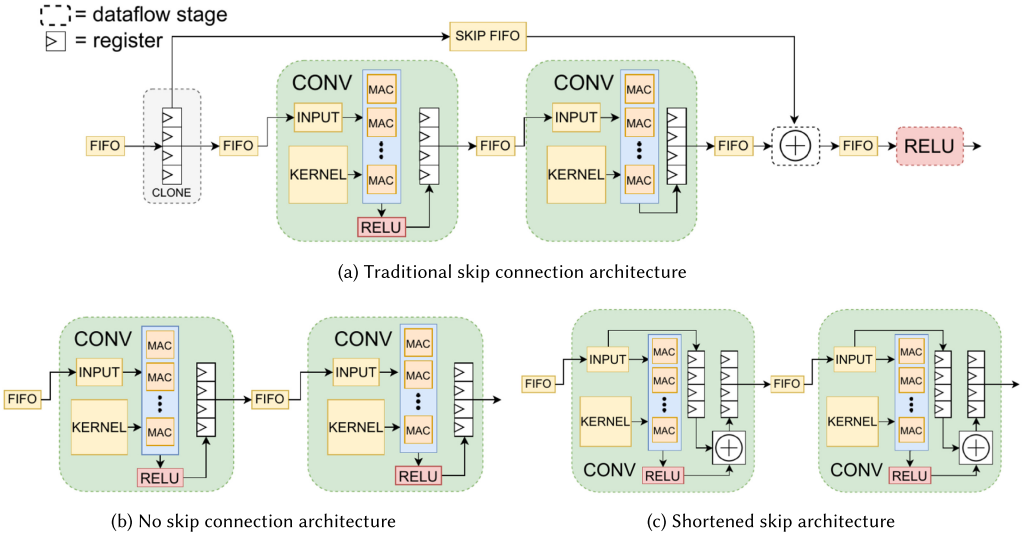 = dataflow stage
= register
SKIP FIFO
CONV
CONV
MAC
MAC
INPUT
MAC
INPUT
MAC
FIFO
FIFO
FIFO
FIFO
FIFO
RELU
KERNEL
MAC
KERNEL
MAC
CLONE
RELU
(a) Traditional skip connection architecture
CONV
MAC
INPUT
MAC
FIFO
KERNEL
MAC
RELU
CONV
MAC
INPUT
MAC
FIFO
KERNEL
MAC
RELU
(b) No skip connection architecture
MAC
INPUT
MAC
FIFO
KERNEL
MAC
CONV
RELU
MAC
INPUT
MAC
FIFO
KERNEL
MAC
CONV
RELU
(c) Shortened skip architecture